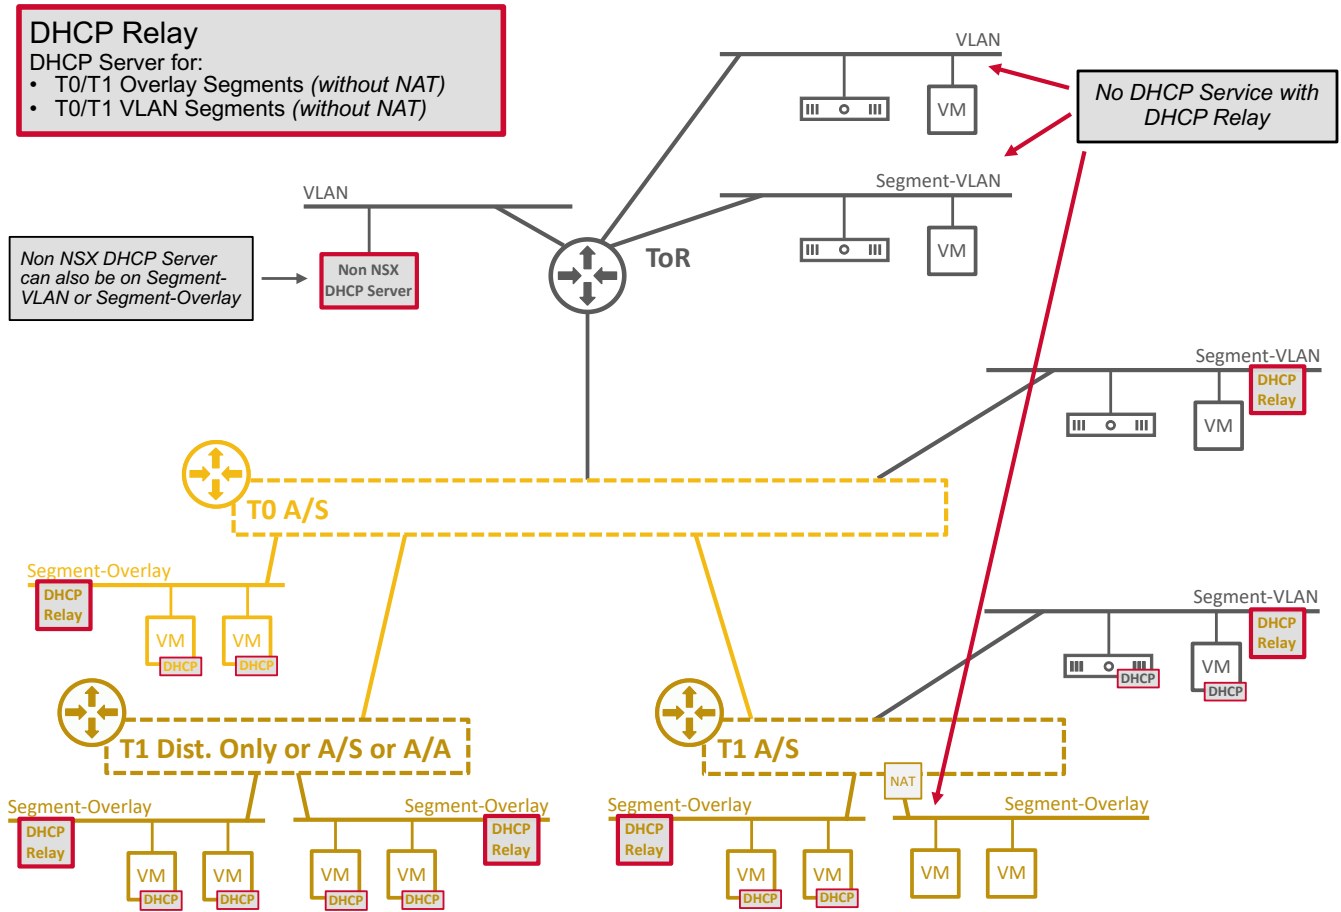 DHCP Relay
DHCP Server for:
• T0/T1 Overlay Segments (without NAT)
• T0/T1 VLAN Segments (without NAT)
VLAN
VM
No DHCP Service with
DHCP Relay
Segment-VLAN
VM
VLAN
Non NSX DHCP Server
can also be on Segment-
VLAN or Segment-Overlay
Non NSX
DHCP Server
ToR
Segment-VLAN
DHCP
Relay
VM
T0 A/S
Segment-Overlay
DHCP
Relay
VM
DHCP
VM
DHCP
Segment-VLAN
DHCP
Relay
DHCP
VM
DHCP
T1 Dist. Only or A/S or A/A
T1 A/S
NAT
Segment-Overlay
DHCP
Relay
VM
DHCP
VM
DHCP
Segment-Overlay
DHCP
Relay
VM
DHCP
VM
DHCP
Segment-Overlay
DHCP
Relay
VM
DHCP
VM
DHCP
Segment-Overlay
VM
VM